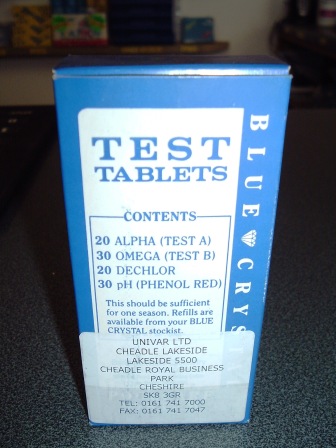 TEST
TABLETS
CONTENTS
20 ALPHA (TEST A)
30 OMEGA (TEST B)
20 DECHLOR
30 pH (PHENOL RED)
This should be sufficient
for one season. Refills are
available from your BLUE
CRYSTAL stockist.
UNIVAR LTD
CHEADLE LAKESIDE
LAKESIDE 5500
CHEADLE ROYAL BUSINESS
PARK
CHESHIRE
SK8 3GR
TEL: 0161 741 7000
FAX: 0161 741 7047
BLUE CRYS